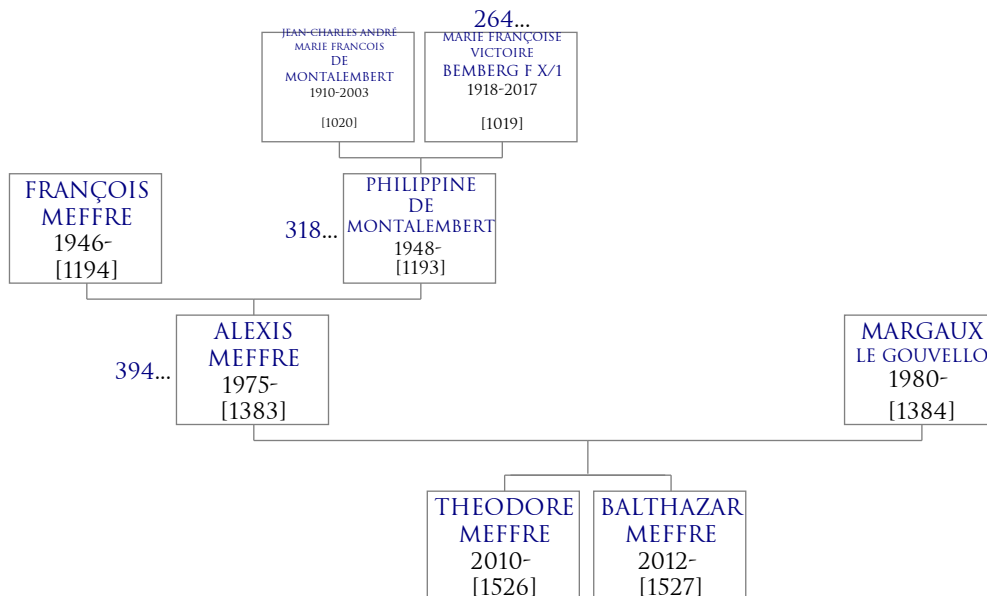 264...
JEAN-CHARLES ANDRÉ
MARIE FRANCOIS
DE
MONTALEMBERT
1910-2003
[1020]
MARIE FRANÇOISE
VICTOIRE
BEMBERG F X/1
1918-2017
[1019]
FRANÇOIS
MEFFRE
1946-
[1194]
318...
PHILIPPINE
DE
MONTALEMBERT
1948-
[1193]
394...
ALEXIS
MEFFRE
1975-
[1383]
MARGAUX
LE GOUVELLO
1980-
[1384]
THEODORE
MEFFRE
2010-
[1526]
BALTHAZAR
MEFFRE
2012-
[1527]